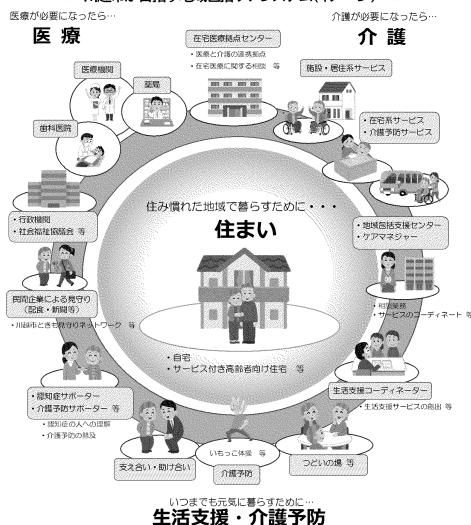 医療が必要になったら…
医療
介護が必要になったら…
介護
在宅医療拠点センター
・医療と介護の連携拠点
・在宅医療に関する相談 等
医療機関
薬局
歯科医院
施設・居住系サービス
・在宅系サービス
・介護予防サービス
・行政機関
・社会福祉協議会 等
住み慣れた地域で暮らすために・・・
住まい
・地域包括支援センター
・ケアマネジャー
・相談業務
・サービスのコーディネート 等
民間企業による見守り
(配食・新聞等)
・川越市ときも見守りネットワーク 等
・自宅
・サービス付き高齢者向け住宅 等
生活支援コーディネーター
・生活支援サービスの創出 等
・認知症サポーター
・介護予防サポーター 等
・認知症の人への理解
・介護予防の普及
支え合い・助け合い
いもっこ体操 等
介護予防
つどいの場 等
いつまでも元気に暮らすために…
生活支援・介護予防